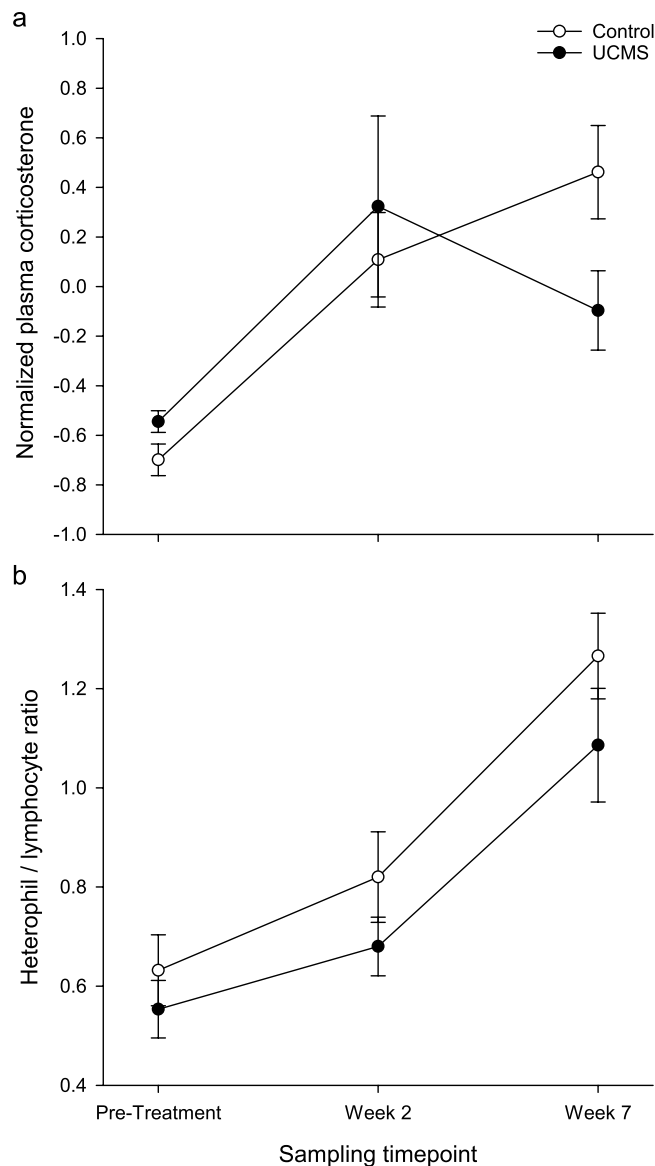 a
Control
UCMS
Normalized plasma corticosterone
1.0
0.8
0.6
0.4
0.2
0.0
-0.2
-0.4
-0.6
-0.8
-1.0
b
Heterophil / lymphocyte ratio
1.4
1.2
1.0
0.8
0.6
0.4
Pre-Treatment Week 2 Week 7
Sampling timepoint